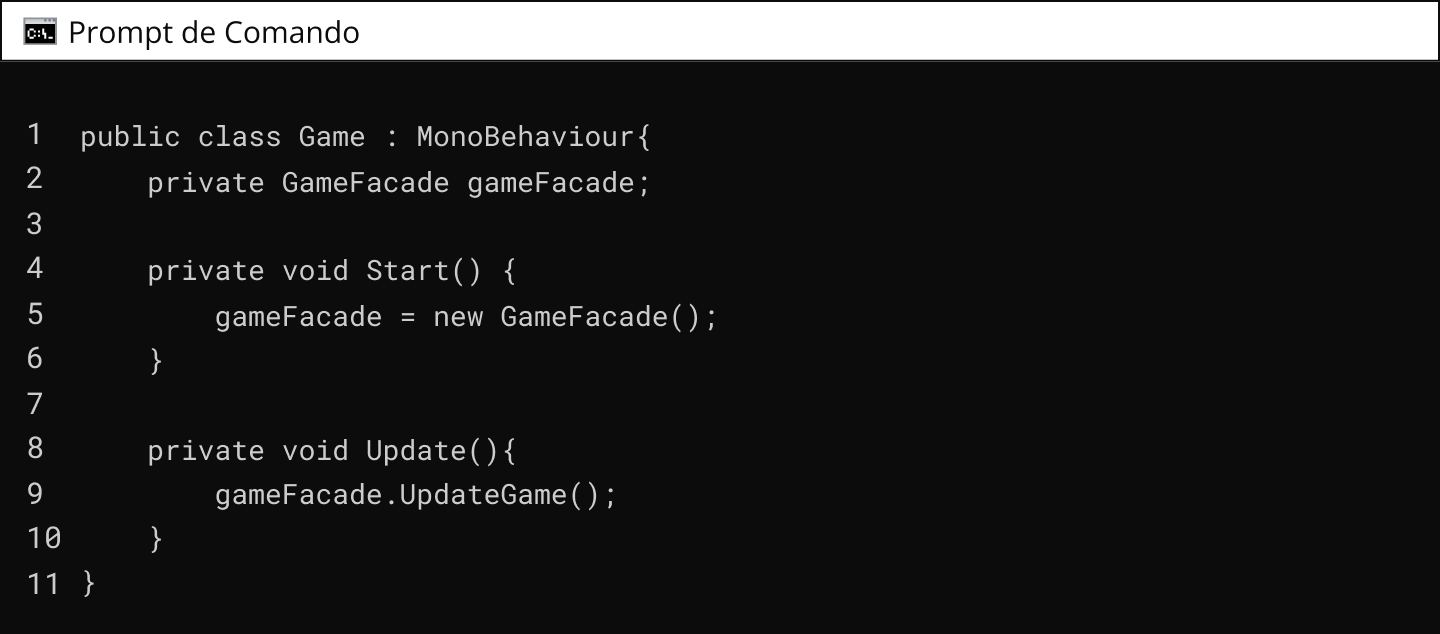 C:\.
Prompt de Comando
1 public class Game : MonoBehaviour{
2     private GameFacade gameFacade;
3
4     private void Start() {
5         gameFacade = new GameFacade();
6     }
7
8     private void Update(){
9         gameFacade.UpdateGame();
10     }
11 }